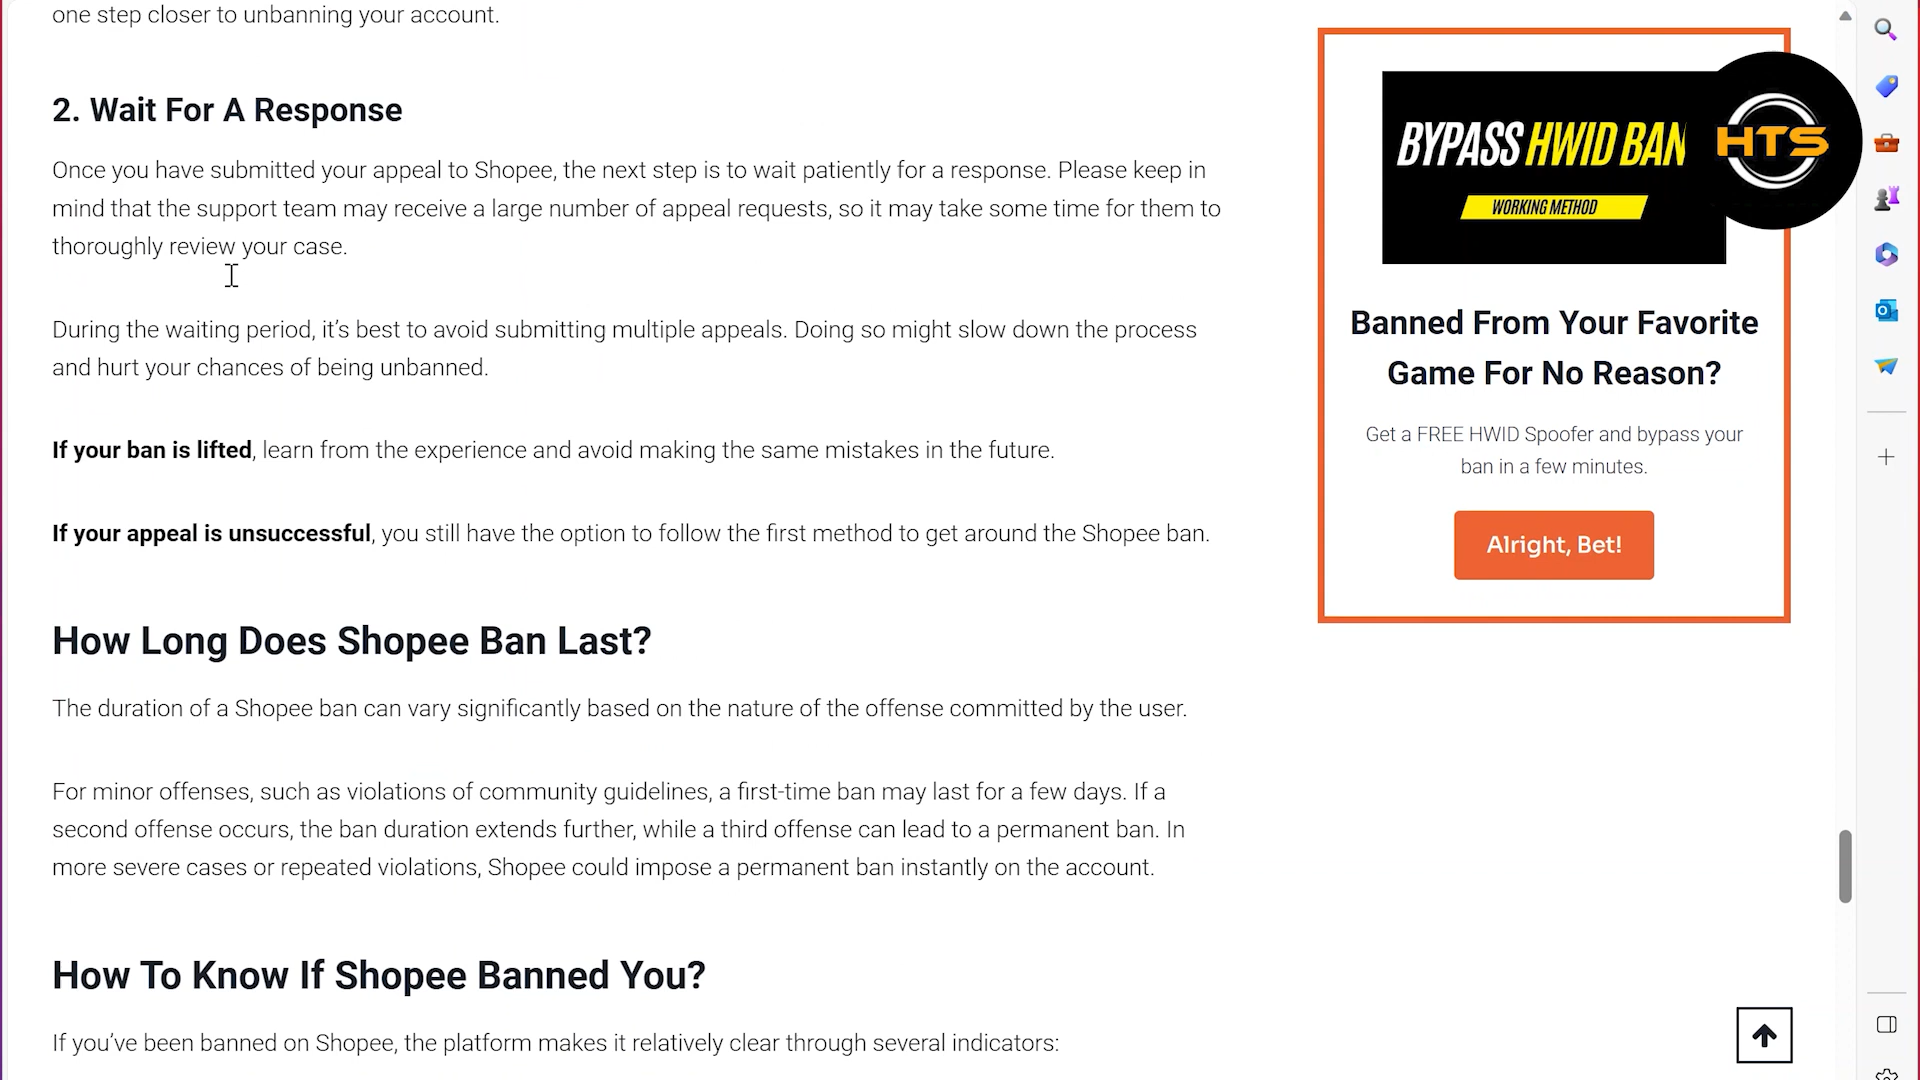 one step closer to unbanning your account.
2. Wait For A Response
Once you have submitted your appeal to Shopee, the next step is to wait patiently for a response. Please keep in
mind that the support team may receive a large number of appeal requests, so it may take some time for them to
thoroughly review your case.
During the waiting period, it’s best to avoid submitting multiple appeals. Doing so might slow down the process
and hurt your chances of being unbanned.
If your ban is lifted, learn from the experience and avoid making the same mistakes in the future.
If your appeal is unsuccessful, you still have the option to follow the first method to get around the Shopee ban.
How Long Does Shopee Ban Last?
The duration of a Shopee ban can vary significantly based on the nature of the offense committed by the user.
For minor offenses, such as violations of community guidelines, a first-time ban may last for a few days. If a
second offense occurs, the ban duration extends further, while a third offense can lead to a permanent ban. In
more severe cases or repeated violations, Shopee could impose a permanent ban instantly on the account.
How To Know If Shopee Banned You?
If you’ve been banned on Shopee, the platform makes it relatively clear through several indicators:
BYPASS HWID BAN
WORKING METHOD
HTS
Banned From Your Favorite
Game For No Reason?
Get a FREE HWID Spoofer and bypass your
ban in a few minutes.
Alright, Bet!